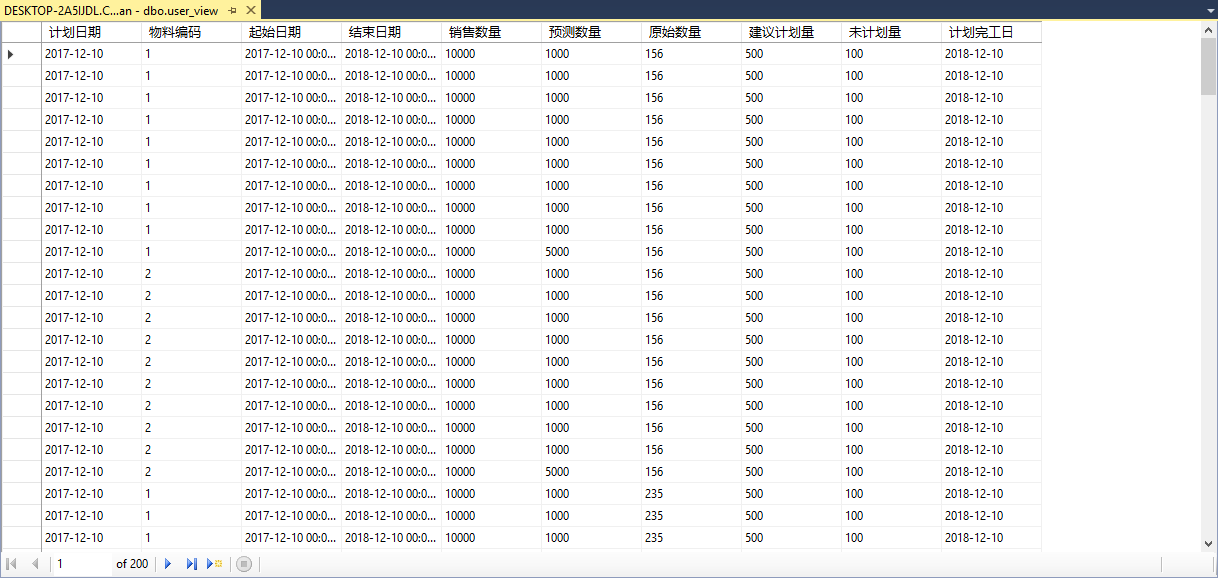 DESKTOP-2A5IJDL.C...an - dbo.user_view
计划日期 物料编码 起始日期 结束日期 销售数量 预测数量 原始数量 建议计划量 未计划量 计划完工日
2017-12-10 1 2017-12-10 00:0... 2018-12-10 00:0... 10000 1000 156 500 100 2018-12-10
2017-12-10 1 2017-12-10 00:0... 2018-12-10 00:0... 10000 1000 156 500 100 2018-12-10
2017-12-10 1 2017-12-10 00:0... 2018-12-10 00:0... 10000 1000 156 500 100 2018-12-10
2017-12-10 1 2017-12-10 00:0... 2018-12-10 00:0... 10000 1000 156 500 100 2018-12-10
2017-12-10 1 2017-12-10 00:0... 2018-12-10 00:0... 10000 1000 156 500 100 2018-12-10
2017-12-10 1 2017-12-10 00:0... 2018-12-10 00:0... 10000 1000 156 500 100 2018-12-10
2017-12-10 1 2017-12-10 00:0... 2018-12-10 00:0... 10000 1000 156 500 100 2018-12-10
2017-12-10 1 2017-12-10 00:0... 2018-12-10 00:0... 10000 1000 156 500 100 2018-12-10
2017-12-10 1 2017-12-10 00:0... 2018-12-10 00:0... 10000 1000 156 500 100 2018-12-10
2017-12-10 1 2017-12-10 00:0... 2018-12-10 00:0... 10000 5000 156 500 100 2018-12-10
2017-12-10 2 2017-12-10 00:0... 2018-12-10 00:0... 10000 1000 156 500 100 2018-12-10
2017-12-10 2 2017-12-10 00:0... 2018-12-10 00:0... 10000 1000 156 500 100 2018-12-10
2017-12-10 2 2017-12-10 00:0... 2018-12-10 00:0... 10000 1000 156 500 100 2018-12-10
2017-12-10 2 2017-12-10 00:0... 2018-12-10 00:0... 10000 1000 156 500 100 2018-12-10
2017-12-10 2 2017-12-10 00:0... 2018-12-10 00:0... 10000 1000 156 500 100 2018-12-10
2017-12-10 2 2017-12-10 00:0... 2018-12-10 00:0... 10000 1000 156 500 100 2018-12-10
2017-12-10 2 2017-12-10 00:0... 2018-12-10 00:0... 10000 1000 156 500 100 2018-12-10
2017-12-10 2 2017-12-10 00:0... 2018-12-10 00:0... 10000 1000 156 500 100 2018-12-10
2017-12-10 2 2017-12-10 00:0... 2018-12-10 00:0... 10000 1000 156 500 100 2018-12-10
2017-12-10 2 2017-12-10 00:0... 2018-12-10 00:0... 10000 5000 156 500 100 2018-12-10
2017-12-10 1 2017-12-10 00:0... 2018-12-10 00:0... 10000 1000 235 500 100 2018-12-10
2017-12-10 1 2017-12-10 00:0... 2018-12-10 00:0... 10000 1000 235 500 100 2018-12-10
2017-12-10 1 2017-12-10 00:0... 2018-12-10 00:0... 10000 1000 235 500 100 2018-12-10
1 of 200